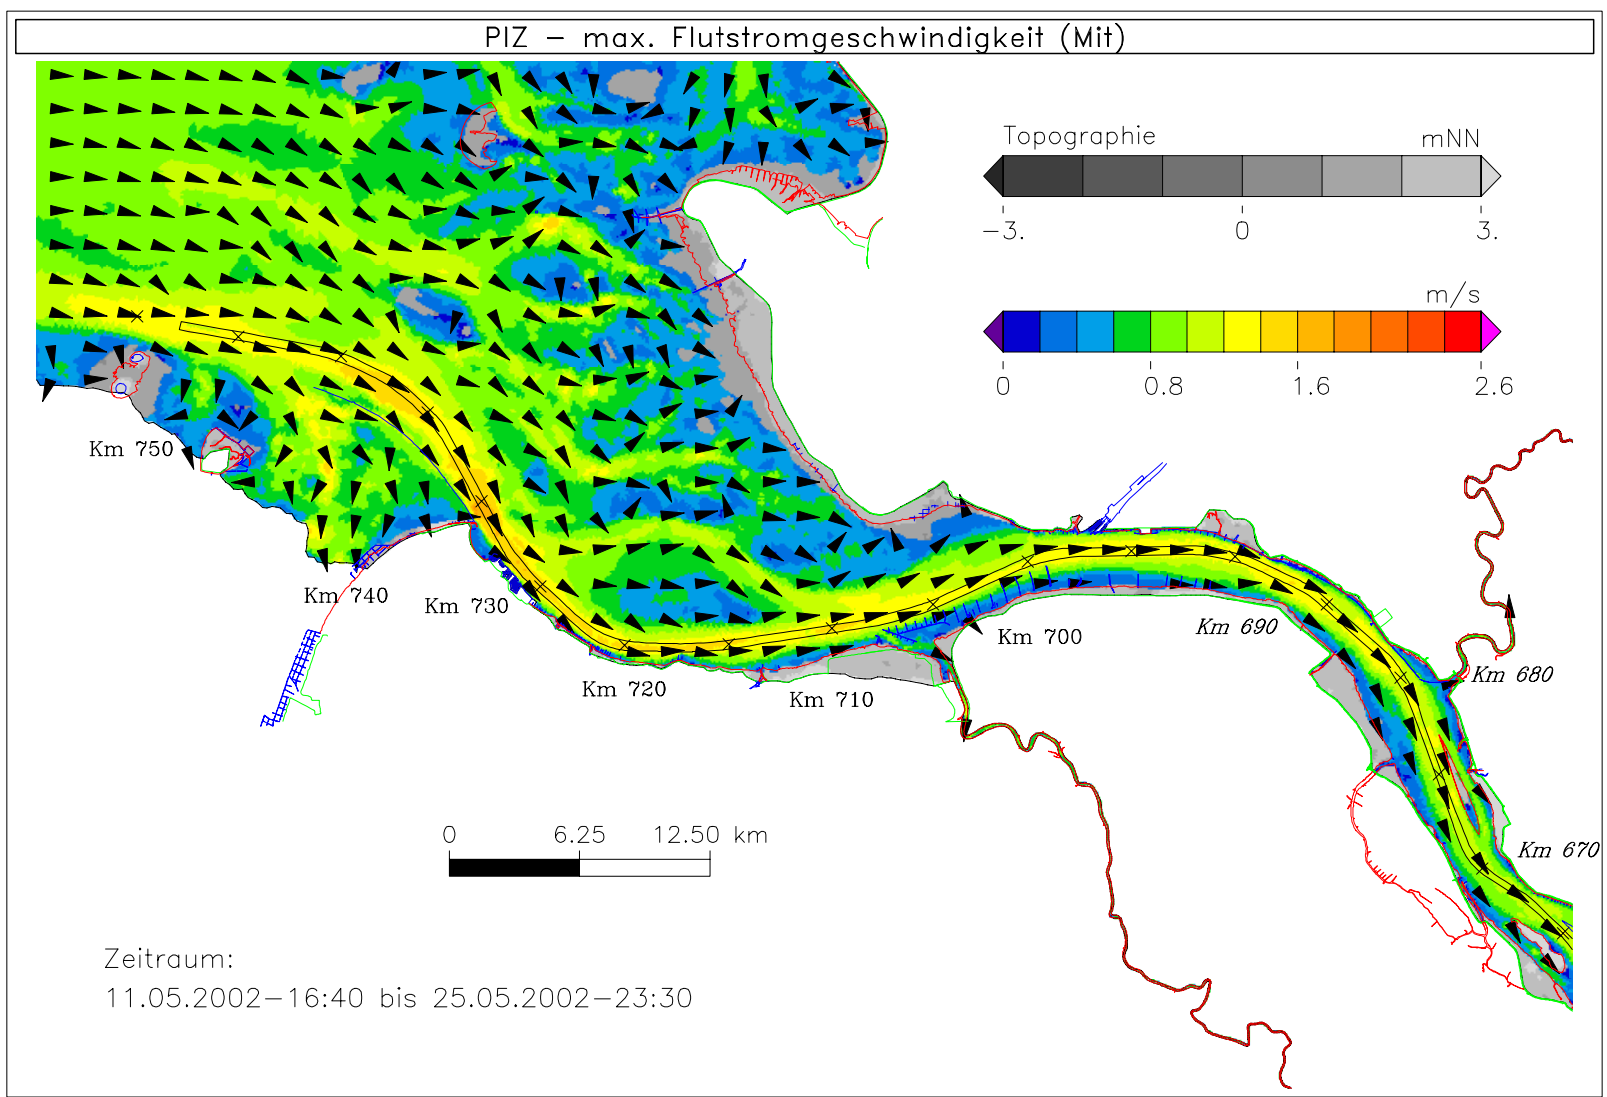 PIZ – max. Flutstromgeschwindigkeit (Mit)
Topographie mNN
−3. 0 3.
m/s
0 0.8 1.6 2.6
Km 750
Km 740
Km 730
Km 720
Km 710
Km 700
Km 690
Km 680
Km 670
0 6.25 12.50 km
Zeitraum:
11.05.2002−16:40 bis 25.05.2002−23:30